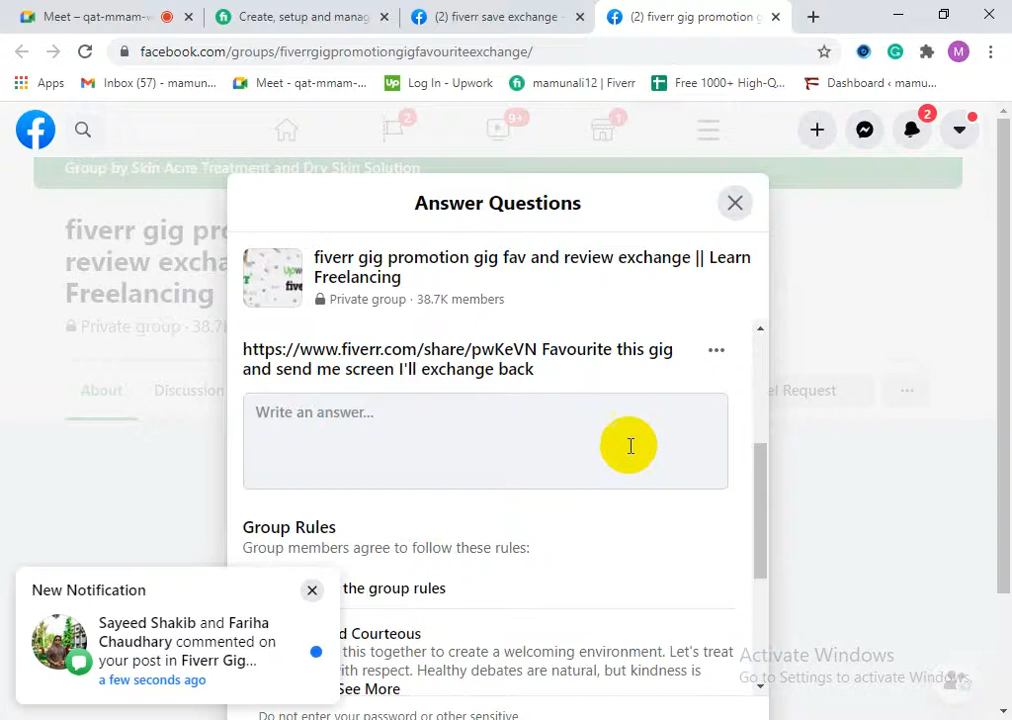 Meet – qat-mmam-
Create, setup and manag
(2) fiverr save exchange -
(2) fiverr gig promotion g
facebook.com/groups/fiverrgigpromotiongigfavouriteexchange/
M
Apps
Inbox (57) - mamun...
Meet - qat-mmam-...
Up
Log In - Upwork
mamunali12 | Fiverr
Free 1000+ High-Q...
Dashboard < mamu...
2
9+
1
2
Group by Skin Acne Treatment and Dry Skin Solution
fiverr gig pr
review excha
Freelancing
Private group · 38.7
About
Discussion
el Request
Answer Questions
fiverr gig promotion gig fav and review exchange || Learn
Freelancing
Private group · 38.7K members
https://www.fiverr.com/share/pwKeVN Favourite this gig
and send me screen I'll exchange back
Write an answer...
Group Rules
Group members agree to follow these rules:
the group rules
d Courteous
this together to create a welcoming environment. Let's treat
ith respect. Healthy debates are natural, but kindness is
See More
Do not enter your password or other sensitive
New Notification
Sayeed Shakib and Fariha
Chaudhary commented on
your post in Fiverr Gig...
a few seconds ago
Activate Windows
Go to Settings to activate Windows.